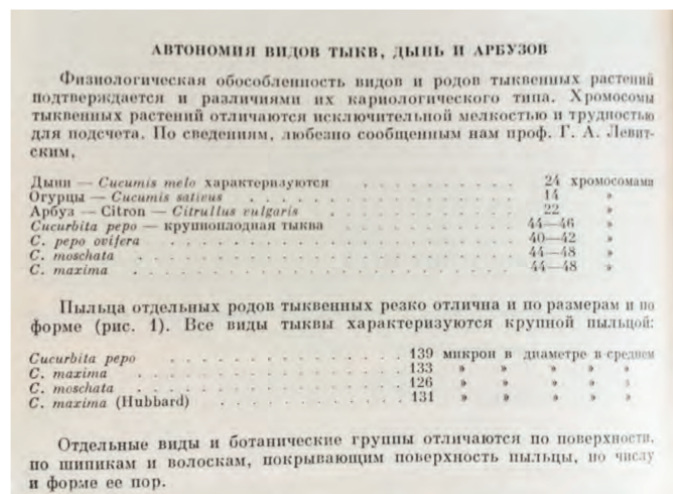 АВТОНОМИЯ ВИДОВ ТЫКВ, ДЫНЬ И АРБУЗОВ
Физиологическая обособленность видов и родов тыквенных растений
подтверждается и различиями их кариологического типа. Хромосомы
тыквенных растений отличаются исключительной мелкостью и трудностью
для подсчета. По сведениям, любезно сообщенным нам проф. Г. А. Левит-
ским,
Дыни — Cucumis melo характеризуются . . . . . . . . . 24 хромосомами
Огурцы — Cucumis sativus . . . . . . . . . . . . . 14 »
Арбуз — Citron — Citrullus vulgaris . . . . . . . . . . 22 »
Cucurbita pepo — крупноплодная тыква . . . . . . . . . 44—46 »
C. pepo ovifera . . . . . . . . . . . . . . . . 40—42 »
C. moschata . . . . . . . . . . . . . . . . . 44—48 »
C. maxima . . . . . . . . . . . . . . . . . 44—48 »
Пыльца отдельных родов тыквенных резко отлична и по размерам и по
форме (рис. 1). Все виды тыквы характеризуются крупной пыльцой:
Cucurbita pepo . . . . . . . . . . . . 139 микрон в диаметре в среднем
C. maxima . . . . . . . . . . . . . 133 » » » » »
C. moschata . . . . . . . . . . . . . 126 » » » » »
C. maxima (Hubbard) . . . . . . . . . . 131 » » » » »
Отдельные виды и ботанические группы отличаются по поверхности,
по шипикам и волоскам, покрывающим поверхность пыльцы, по числу
и форме ее пор.